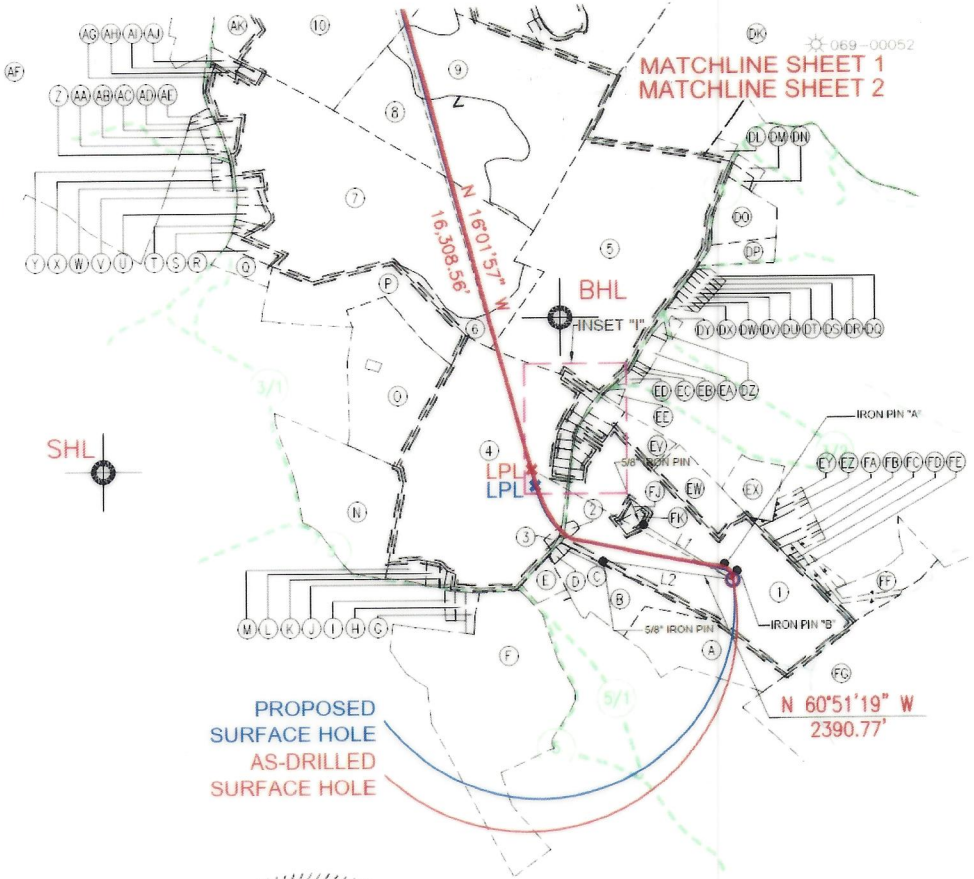 AG AH AI AJ
AK
10
DK
069-00052
MATCHLINE SHEET 1
MATCHLINE SHEET 2
AF
9
Z AA AB AC AD AE
8
DL DM DN
7
N 16°01'57" W
16,308.56'
DO
5
DP
Y X W V U T S R Q
P
BHL
INSET "I"
6
DY DX DW DV DU DT DS DR DQ
3/1
O
ED EC EB EA DZ
EE
IRON PIN "A"
SHL
4
EV
5/8" IRON PIN
EY EZ FA FB FC FD FE
LPL
LPL
EW
EX
N
FJ
FK
2
L1
3
FF
E D C
L2
1
B
M L K J I H G
5/8" IRON PIN
IRON PIN "B"
F
A
FG
5/1
N 60°51'19" W
2390.77'
PROPOSED
SURFACE HOLE
AS-DRILLED
SURFACE HOLE